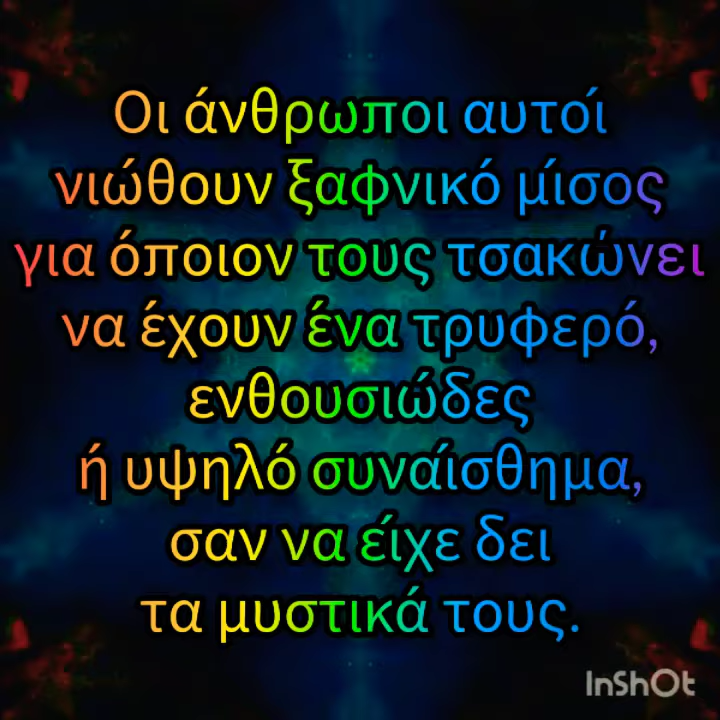 Οι άνθρωποι αυτοί
νιώθουν ξαφνικό μίσος
για όποιον τους τσακώνει
να έχουν ένα τρυφερό,
ενθουσιώδες
ή υψηλό συναίσθημα,
σαν να είχε δει
τα μυστικά τους.
InShOt